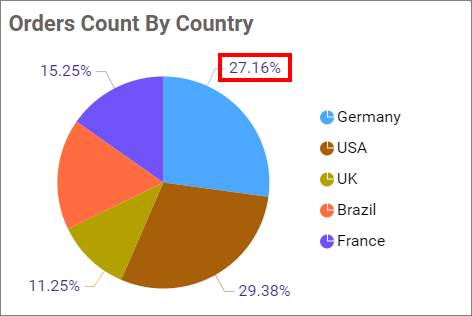 Orders Count By Country
27.16%
15.25%
Germany
USA
UK
Brazil
France
11.25%
29.38%